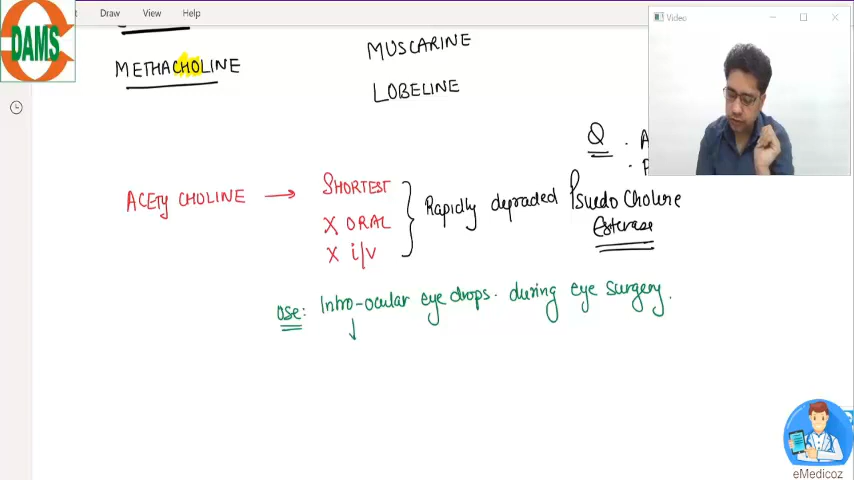 Draw View Help
Video
DAMS
METHACHOLINE
MUSCARINE
LOBELINE
Q . A
ACETY CHOLINE → SHORTEST
X ORAL
X i/v
Rapidly degraded Psuedo Choline
Esterase
USE: Intra-ocular eye drops. during eye surgery.
eMedicoz